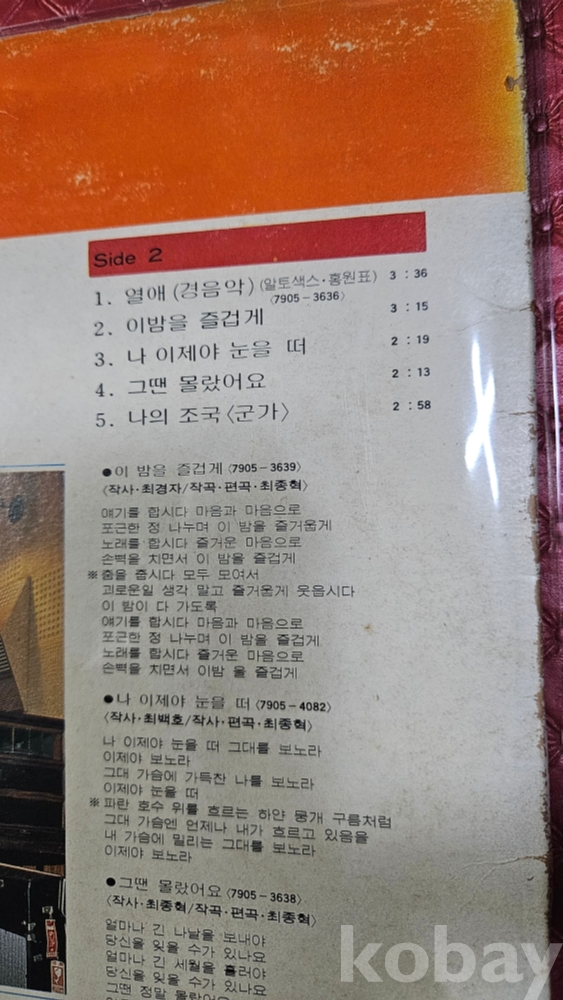 Side 2
1. 열애 (경음악) 〈알토색스·홍원표〉 3 : 36
〈7905-3636〉
2. 이밤을 즐겁게 3 : 15
3. 나 이제야 눈을 떠 2 : 19
4. 그땐 몰랐어요 2 : 13
5. 나의 조국〈군가〉 2 : 58
●이 밤을 즐겁게〈7905-3639〉
〈작사·최경자/작곡·편곡·최종혁〉
얘기를 합시다 마음과 마음으로
포근한 정 나누며 이 밤을 즐거웁게
노래를 합시다 즐거운 마음으로
손벽을 치면서 이 밤을 즐겁게
※춤을 춥시다 모두 모여서
괴로운일 생각 말고 즐거웁게 웃읍시다
이 밤이 다 가도록
얘기를 합시다 마음과 마음으로
포근한 정 나누며 이 밤을 즐겁게
노래를 합시다 즐거운 마음으로
손벽을 치면서 이밤 을 즐겁게
●나 이제야 눈을 떠〈7905-4082〉
〈작사·최백호/작사·편곡·최종혁〉
나 이제야 눈을 떠 그대를 보노라
이제야 보노라
그대 가슴에 가득찬 나를 보노라
이제야 눈을 떠
※파란 호수 위를 흐르는 하얀 뭉개 구름처럼
그대 가슴엔 언제나 내가 흐르고 있음을
내 가슴에 밀리는 그대를 보노라
이제야 보노라
●그땐 몰랐어요〈7905-3638〉
〈작사·최종혁/작곡·편곡·최종혁〉
얼마나 긴 나날을 보내야
당신을 잊을 수가 있나요
얼마나 긴 세월을 흘러야
당신을 잊을 수가 있나요
그땐 정말 몰랐어요
kobay